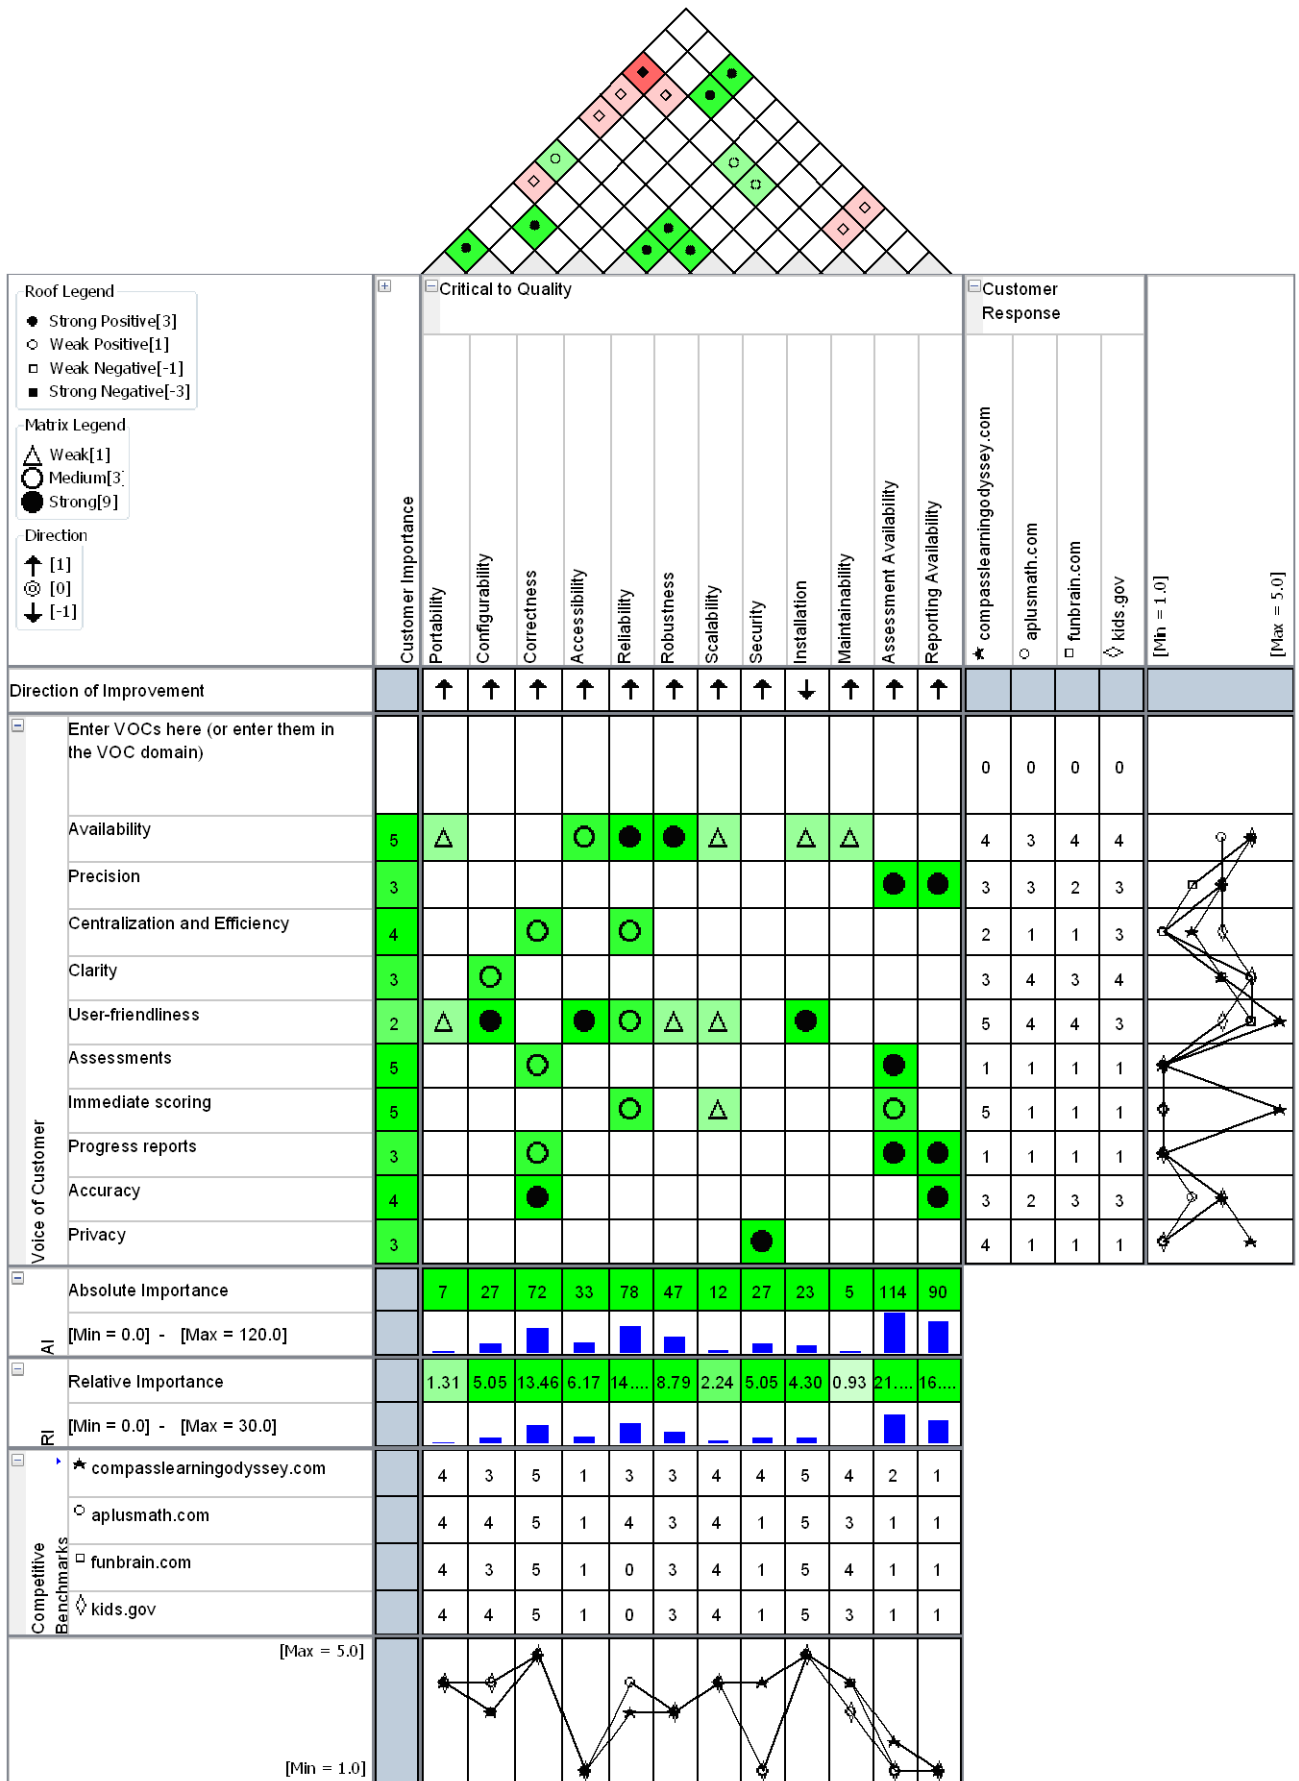 Roof Legend
Strong Positive[3]
Weak Positive[1]
Weak Negative[-1]
Strong Negative[-3]
Matrix Legend
Weak[1]
Medium[3]
Strong[9]
Direction
[1]
[0]
[-1]
Customer Importance
Critical to Quality
Portability
Configurability
Correctness
Accessibility
Reliability
Robustness
Scalability
Security
Installation
Maintainability
Assessment Availability
Reporting Availability
Customer
Response
compasslearningodyssey.com
aplusmath.com
funbrain.com
kids.gov
[Min = 1.0]
[Max = 5.0]
Direction of Improvement
Voice of Customer
Enter VOCs here (or enter them in
the VOC domain)
0 0 0 0
Availability 5 4 3 4 4
Precision 3 3 3 2 3
Centralization and Efficiency 4 2 1 1 3
Clarity 3 3 4 3 4
User-friendliness 2 5 4 4 3
Assessments 5 1 1 1 1
Immediate scoring 5 5 1 1 1
Progress reports 3 1 1 1 1
Accuracy 4 3 2 3 3
Privacy 3 4 1 1 1
AI
Absolute Importance 7 27 72 33 78 47 12 27 23 5 114 90
[Min = 0.0] - [Max = 120.0]
RI
Relative Importance 1.31 5.05 13.46 6.17 14.... 8.79 2.24 5.05 4.30 0.93 21.... 16....
[Min = 0.0] - [Max = 30.0]
Competitive
Benchmarks
compasslearningodyssey.com 4 3 5 1 3 3 4 4 5 4 2 1
aplusmath.com 4 4 5 1 4 3 4 1 5 3 1 1
funbrain.com 4 3 5 1 0 3 4 1 5 4 1 1
kids.gov 4 4 5 1 0 3 4 1 5 3 1 1
[Max = 5.0]
[Min = 1.0]